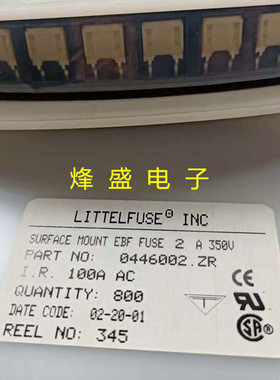 烽盛电子
LITTELFUSE® INC
SURFACE MOUNT EBF FUSE 2 A 350V
PART NO: 0446002.ZR
I.R. 100A AC
QUANTITY: 800
DATE CODE: 02-20-01
REEL NO: 345